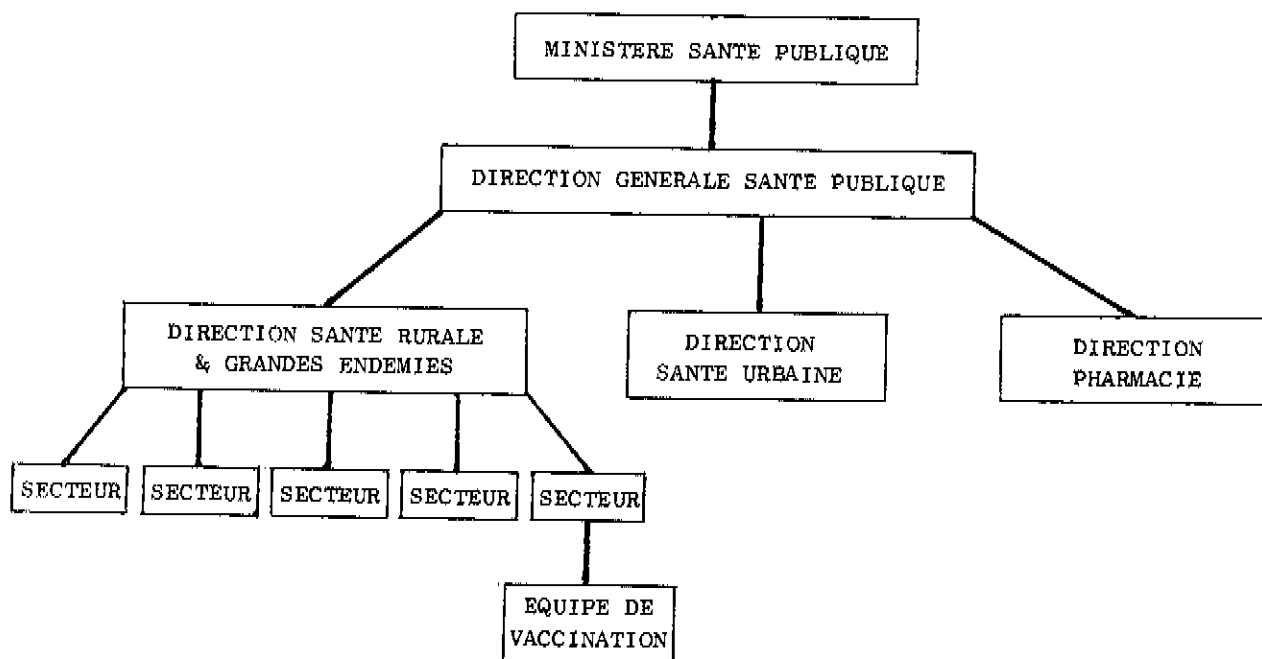 MINISTERE SANTE PUBLIQUE
DIRECTION GENERALE SANTE PUBLIQUE
DIRECTION SANTE RURALE
& GRANDES ENDEMIES
DIRECTION
SANTE URBAINE
DIRECTION
PHARMACIE
SECTEUR
SECTEUR
SECTEUR
SECTEUR
SECTEUR
EQUIPE DE
VACCINATION